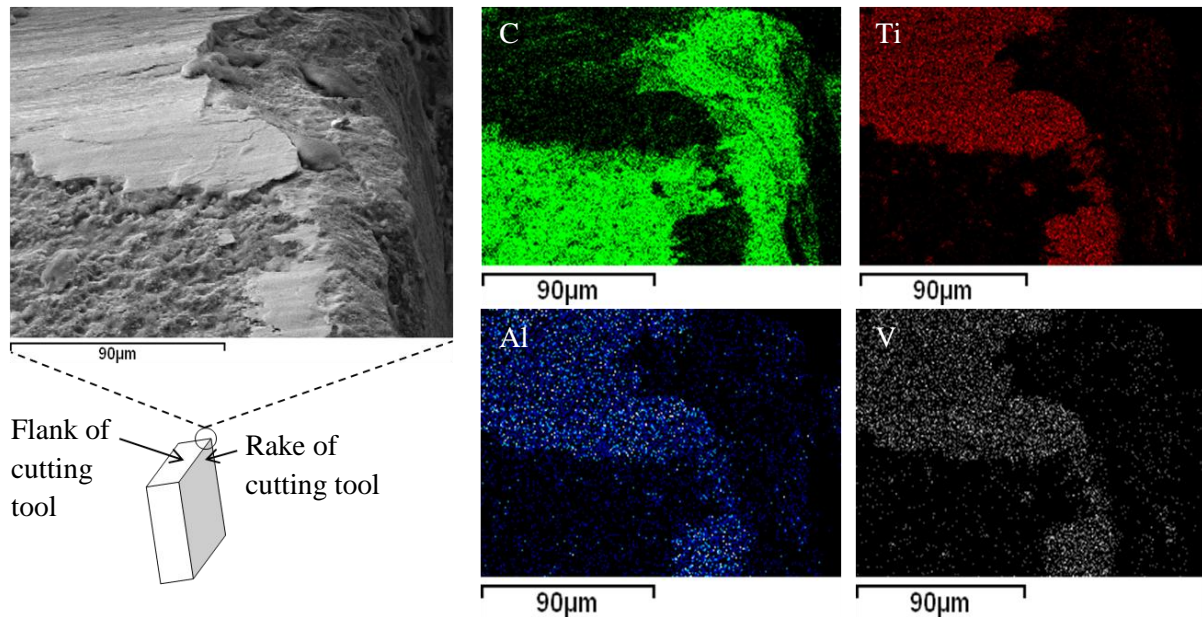 90µm
Flank of
cutting
tool
Rake of
cutting tool
C
90µm
Ti
90µm
Al
90µm
V
90µm